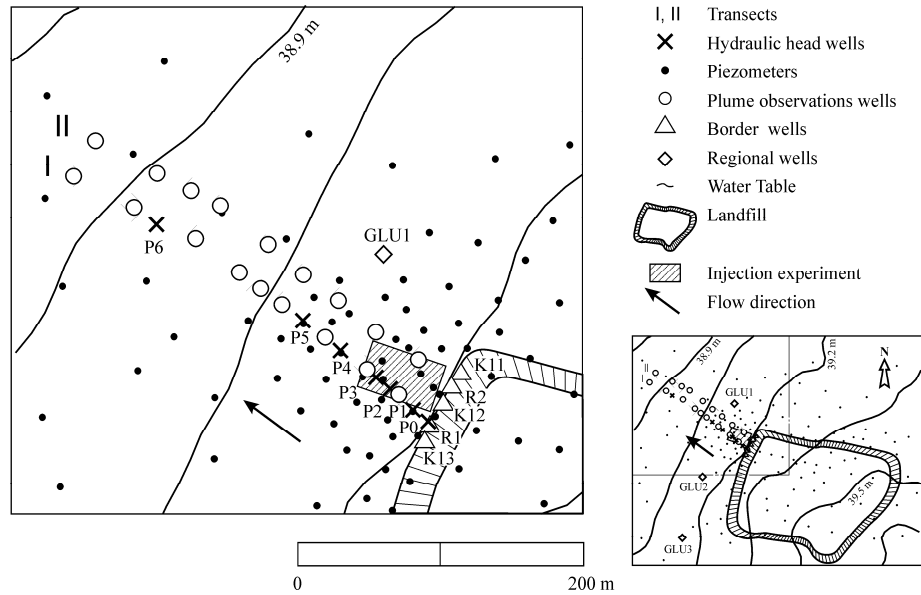 38.9 m
II
I
GLU1
P6
P5
P4
P3
P2
P1
P0
K11
R2
K12
R1
K13
0
200 m
I, II Transects
Hydraulic head wells
Piezometers
Plume observations wells
Border wells
Regional wells
Water Table
Landfill
Injection experiment
Flow direction
38.9 m
39.2 m
N
I II
GLU1
GLU2
GLU3
39.5 m